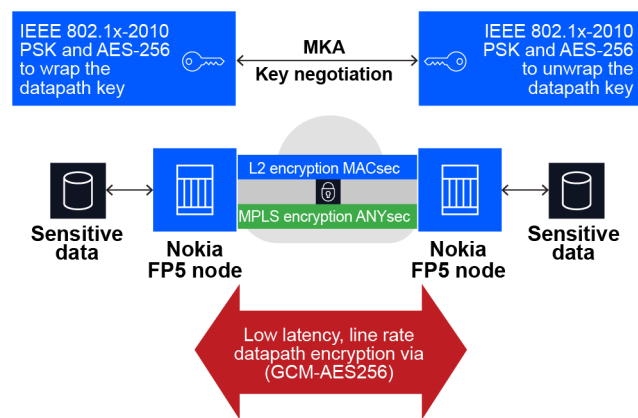 IEEE 802.1x-2010
PSK and AES-256
to wrap the
datapath key
MKA
Key negotiation
IEEE 802.1x-2010
PSK and AES-256
to unwrap the
datapath key
L2 encryption MACsec
MPLS encryption ANYsec
Sensitive
data
Nokia
FP5 node
Nokia
FP5 node
Sensitive
data
Low latency, line rate
datapath encryption via
(GCM-AES256)